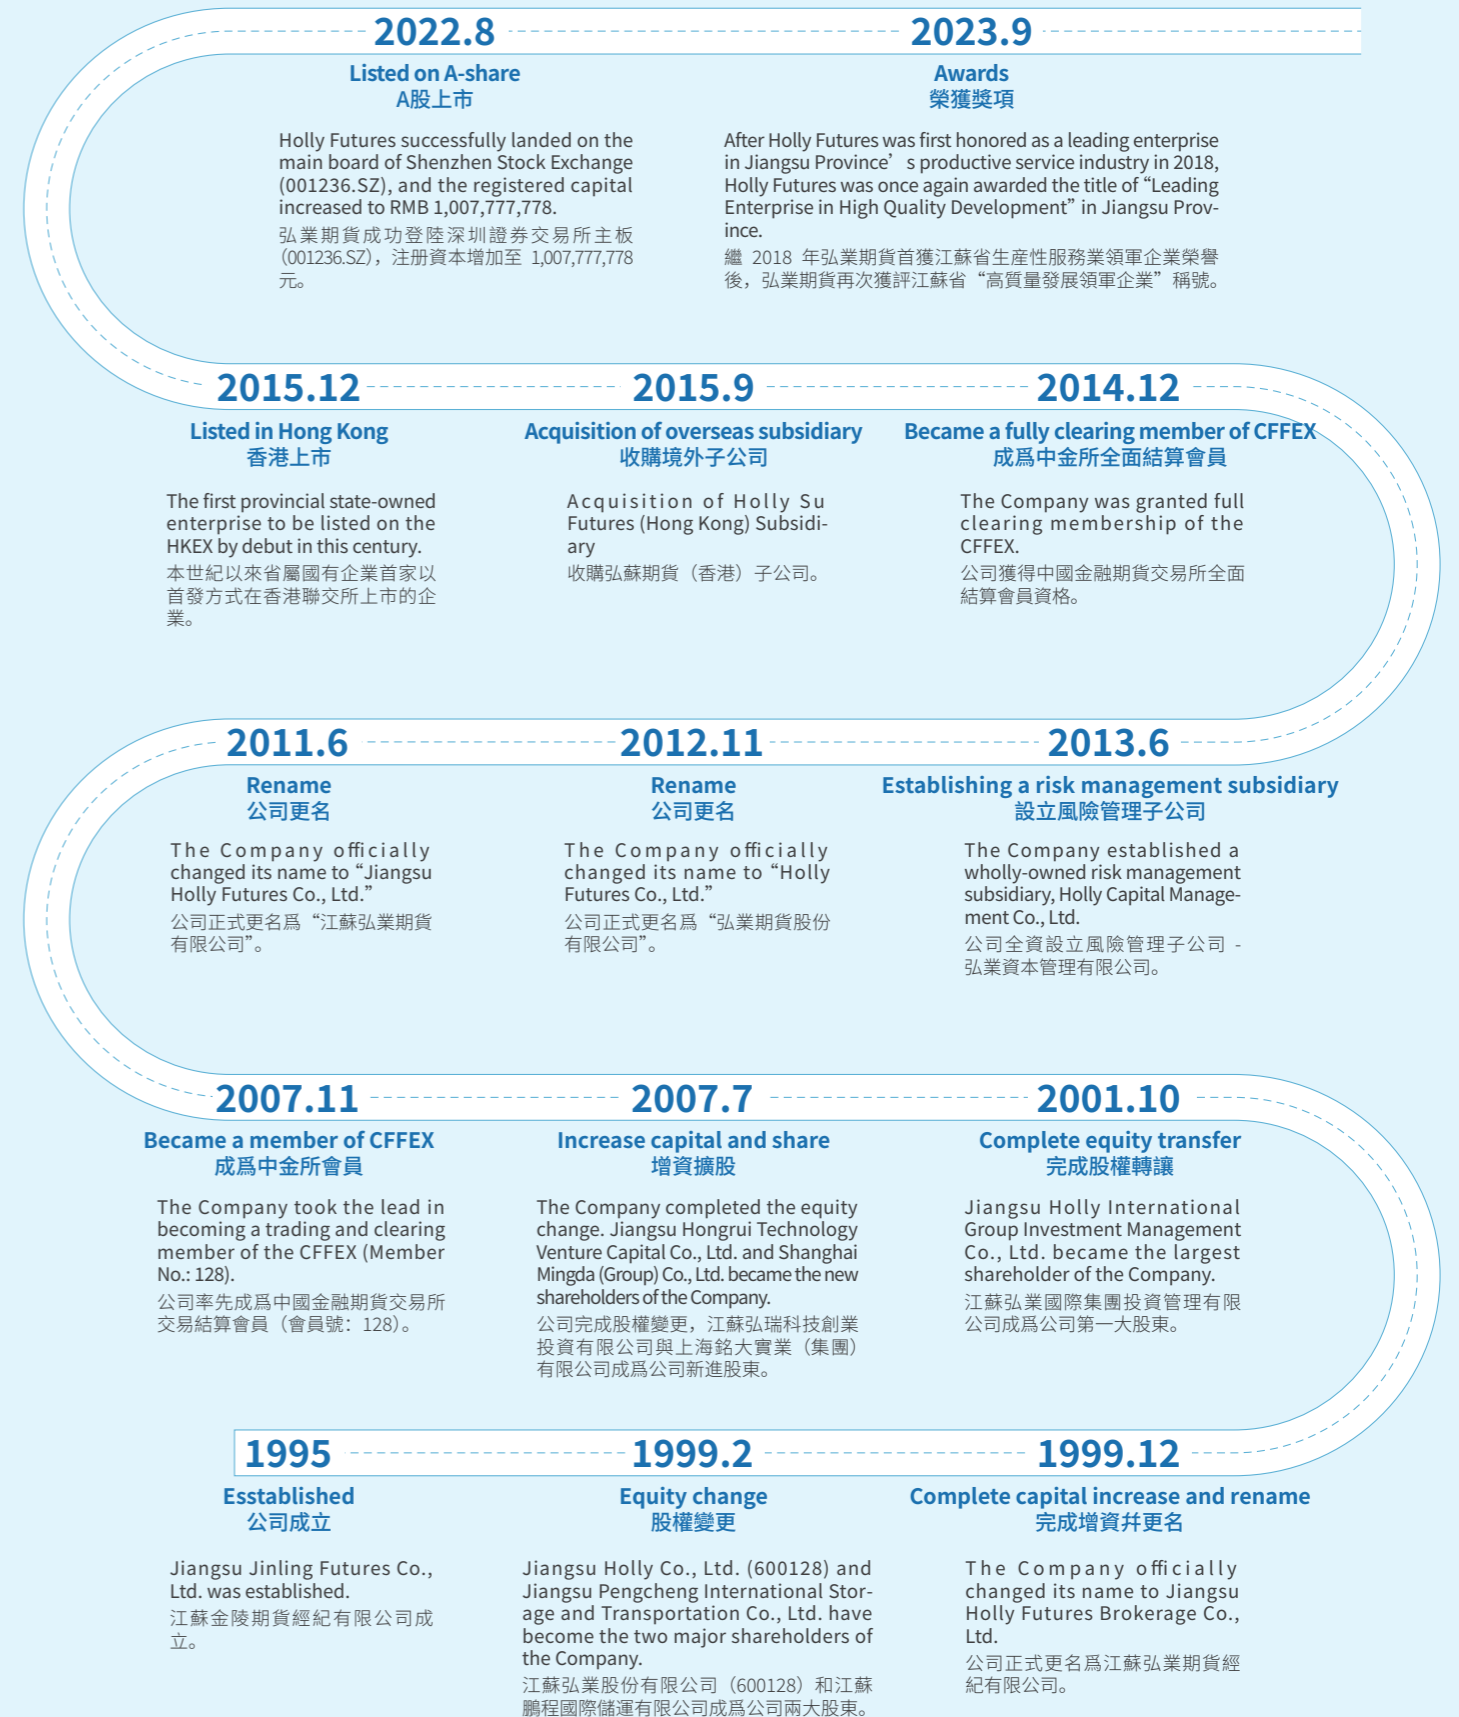 2022.8
Listed on A-share
A股上市
Holly Futures successfully landed on the
main board of Shenzhen Stock Exchange
(001236.SZ), and the registered capital
increased to RMB 1,007,777,778.
弘業期貨成功登陸深圳證券交易所主板
（001236.SZ），注册資本增加至 1,007,777,778
元。
2023.9
Awards
榮獲獎項
After Holly Futures was first honored as a leading enterprise
in Jiangsu Province’s productive service industry in 2018,
Holly Futures was once again awarded the title of “Leading
Enterprise in High Quality Development” in Jiangsu Prov-
ince.
繼 2018 年弘業期貨首獲江蘇省生産性服務業領軍企業榮譽
後，弘業期貨再次獲評江蘇省“高質量發展領軍企業”稱號。
2015.12
Listed in Hong Kong
香港上市
The first provincial state-owned
enterprise to be listed on the
HKEX by debut in this century.
本世紀以來省屬國有企業首家以
首發方式在香港聯交所上市的企
業。
2015.9
Acquisition of overseas subsidiary
收購境外子公司
Acquisition of Holly Su
Futures (Hong Kong) Subsidi-
ary
收購弘蘇期貨（香港）子公司。
2014.12
Became a fully clearing member of CFFEX
成爲中金所全面結算會員
The Company was granted full
clearing membership of the
CFFEX.
公司獲得中國金融期貨交易所全面
結算會員資格。
2011.6
Rename
公司更名
The Company officially
changed its name to “Jiangsu
Holly Futures Co., Ltd.”
公司正式更名爲“江蘇弘業期貨
有限公司”。
2012.11
Rename
公司更名
The Company officially
changed its name to “Holly
Futures Co., Ltd.”
公司正式更名爲“弘業期貨股份
有限公司”。
2013.6
Establishing a risk management subsidiary
設立風險管理子公司
The Company established a
wholly-owned risk management
subsidiary, Holly Capital Manage-
ment Co., Ltd.
公司全資設立風險管理子公司 -
弘業資本管理有限公司。
2007.11
Became a member of CFFEX
成爲中金所會員
The Company took the lead in
becoming a trading and clearing
member of the CFFEX (Member
No.: 128).
公司率先成爲中國金融期貨交易所
交易結算會員（會員號：128）。
2007.7
Increase capital and share
增資擴股
The Company completed the equity
change. Jiangsu Hongrui Technology
Venture Capital Co., Ltd. and Shanghai
Mingda (Group) Co., Ltd. became the new
shareholders of the Company.
公司完成股權變更，江蘇弘瑞科技創業
投資有限公司與上海銘大實業（集團）
有限公司成爲公司新進股東。
2001.10
Complete equity transfer
完成股權轉讓
Jiangsu Holly International
Group Investment Management
Co., Ltd. became the largest
shareholder of the Company.
江蘇弘業國際集團投資管理有限
公司成爲公司第一大股東。
1995
Esstablished
公司成立
Jiangsu Jinling Futures Co.,
Ltd. was established.
江蘇金陵期貨經紀有限公司成
立。
1999.2
Equity change
股權變更
Jiangsu Holly Co., Ltd. (600128) and
Jiangsu Pengcheng International Stor-
age and Transportation Co., Ltd. have
become the two major shareholders of
the Company.
江蘇弘業股份有限公司（600128）和江蘇
鵬程國際儲運有限公司成爲公司兩大股東。
1999.12
Complete capital increase and rename
完成增資幷更名
The Company officially
changed its name to Jiangsu
Holly Futures Brokerage Co.,
Ltd.
公司正式更名爲江蘇弘業期貨經
紀有限公司。